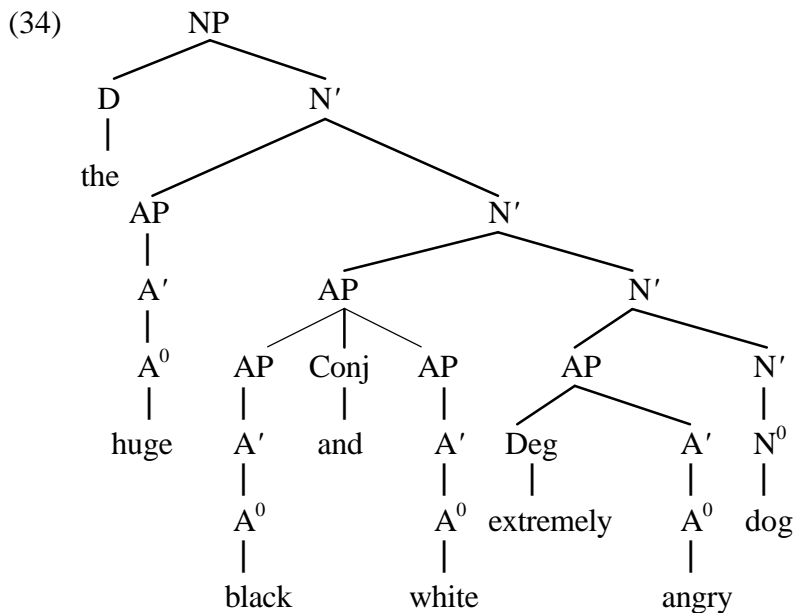 (34) NP
D N′
the
AP N′
A′ AP N′
A⁰ AP Conj AP AP N′
huge A′ and A′ Deg A′ N⁰
A⁰ A⁰ extremely A⁰ dog
black white angry